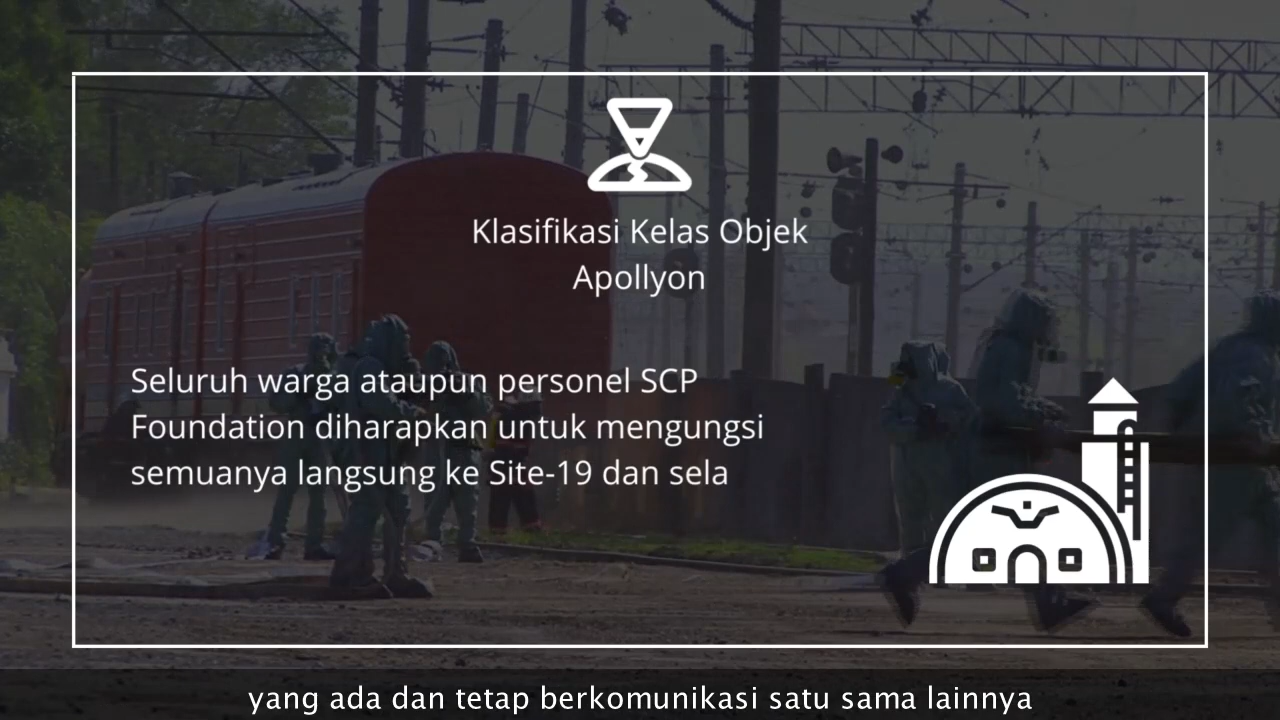 Klasifikasi Kelas Objek
Apollyon
Seluruh warga ataupun personel SCP
Foundation diharapkan untuk mengungsi
semuanya langsung ke Site-19 dan sela
yang ada dan tetap berkomunikasi satu sama lainnya